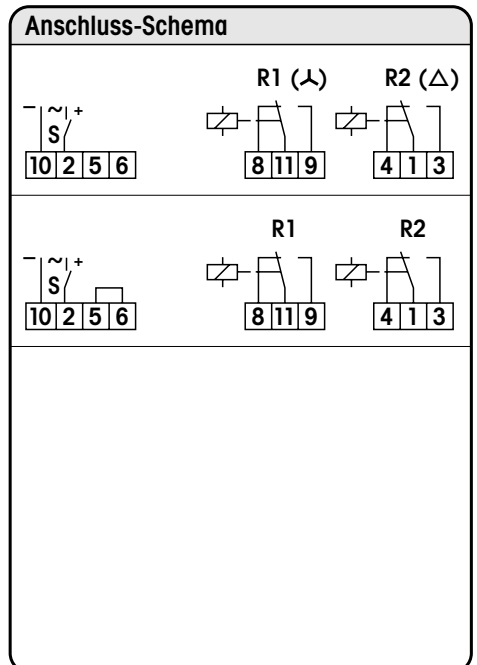 Anschluss-Schema
R1 (⅄) R2 (△)
– ~ +
S
10 2 5 6 8 11 9 4 1 3
R1 R2
– ~ +
S
10 2 5 6 8 11 9 4 1 3